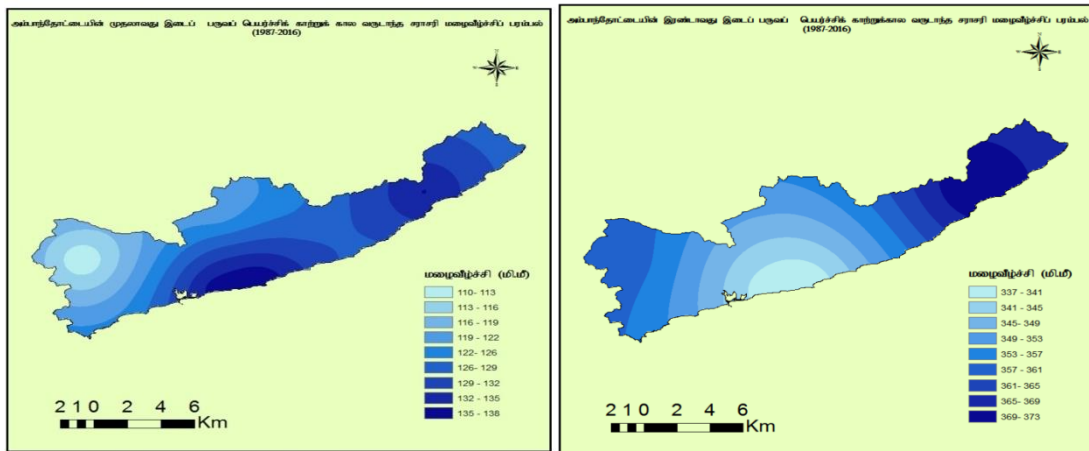 அம்பாந்தோட்டையின் முதலாவது இடைப் பருவப் பெயர்ச்சிக் காற்றுக் கால வருடாந்த சராசரி மழைவீழ்ச்சிப் பரம்பல்
(1987-2016)
மழைவீழ்ச்சி (மி.மீ)
110- 113
113 - 116
116 - 119
119 - 122
122- 126
126- 129
129 - 132
132 - 135
135 - 138
2 1 0 2 4 6
Km
அம்பாந்தோட்டையின் இரண்டாவது இடைப் பருவப் பெயர்ச்சிக் காற்றுக்கால வருடாந்த சராசரி மழைவீழ்ச்சிப் பரம்பல்
(1987-2016)
மழைவீழ்ச்சி (மி.மீ)
337 - 341
341 - 345
345- 349
349 - 353
353 - 357
357 - 361
361- 365
365 - 369
369 - 373
2 1 0 2 4 6
Km